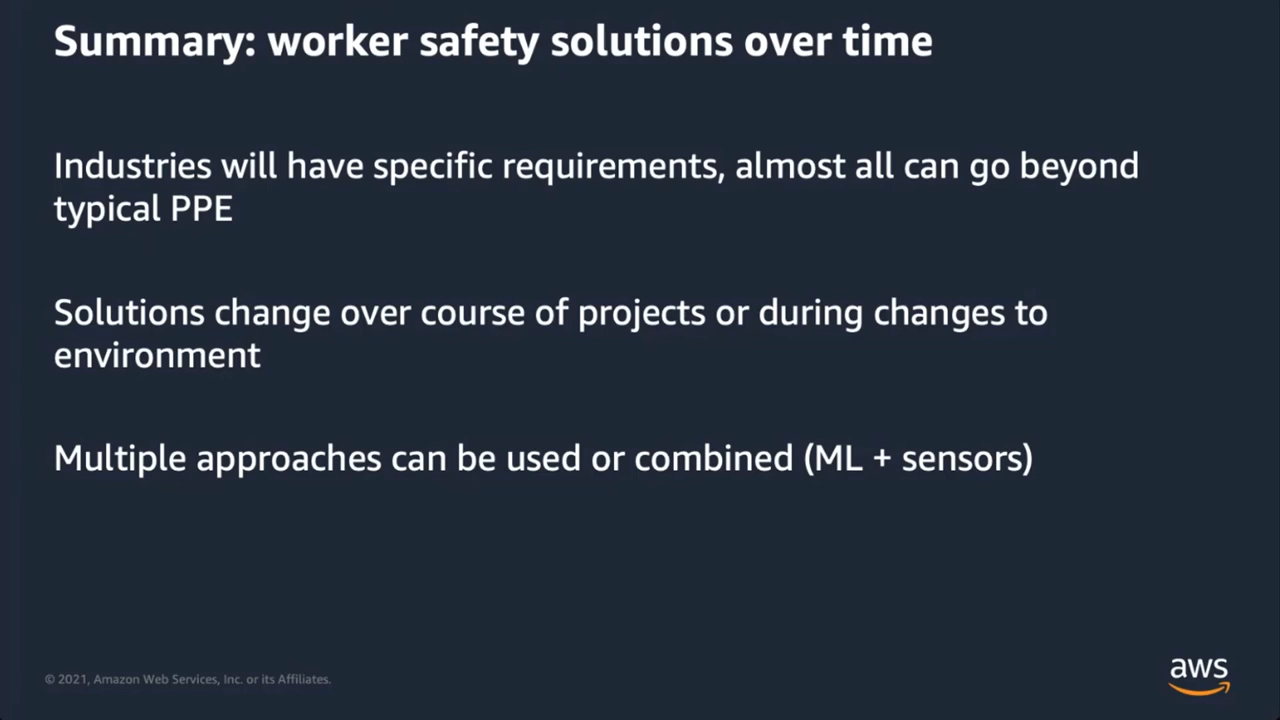 Summary: worker safety solutions over time
Industries will have specific requirements, almost all can go beyond
typical PPE
Solutions change over course of projects or during changes to
environment
Multiple approaches can be used or combined (ML + sensors)
© 2021, Amazon Web Services, Inc. or its Affiliates.
aws